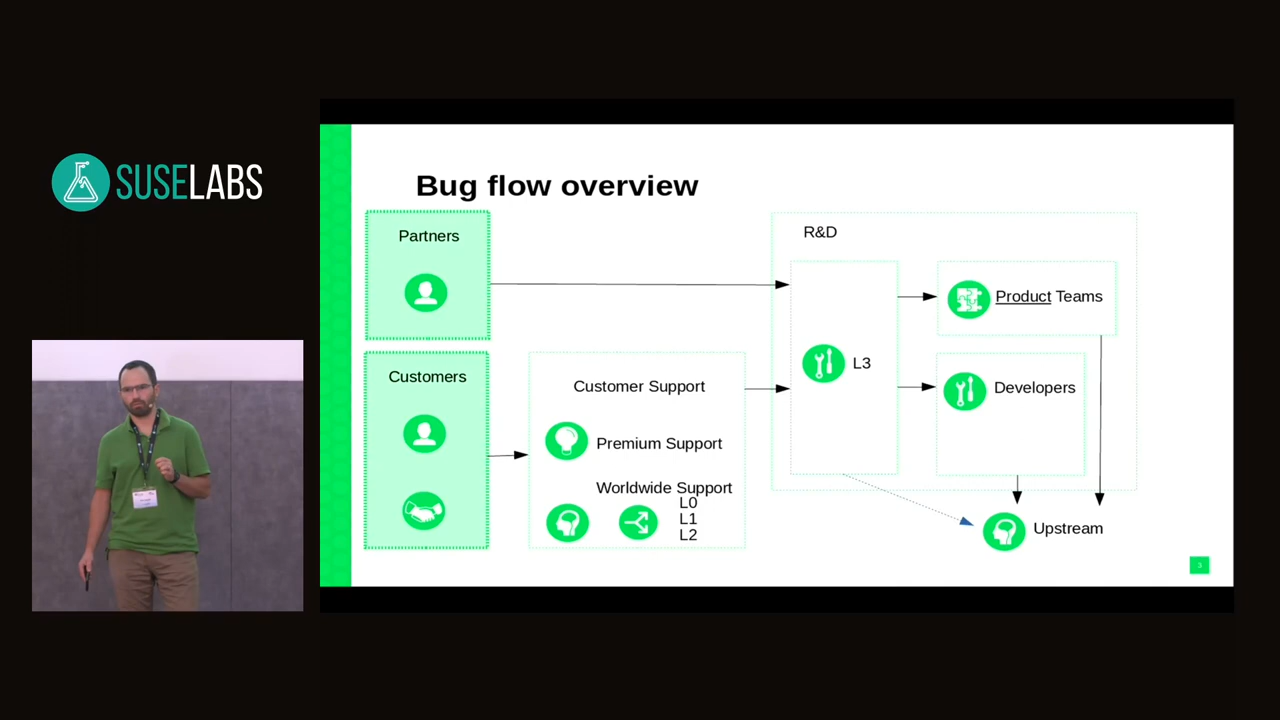 SUSELABS
Bug flow overview
Partners
R&D
Product Teams
L3
Customers
Customer Support
Developers
Premium Support
Worldwide Support
L0
L1
L2
Upstream
3